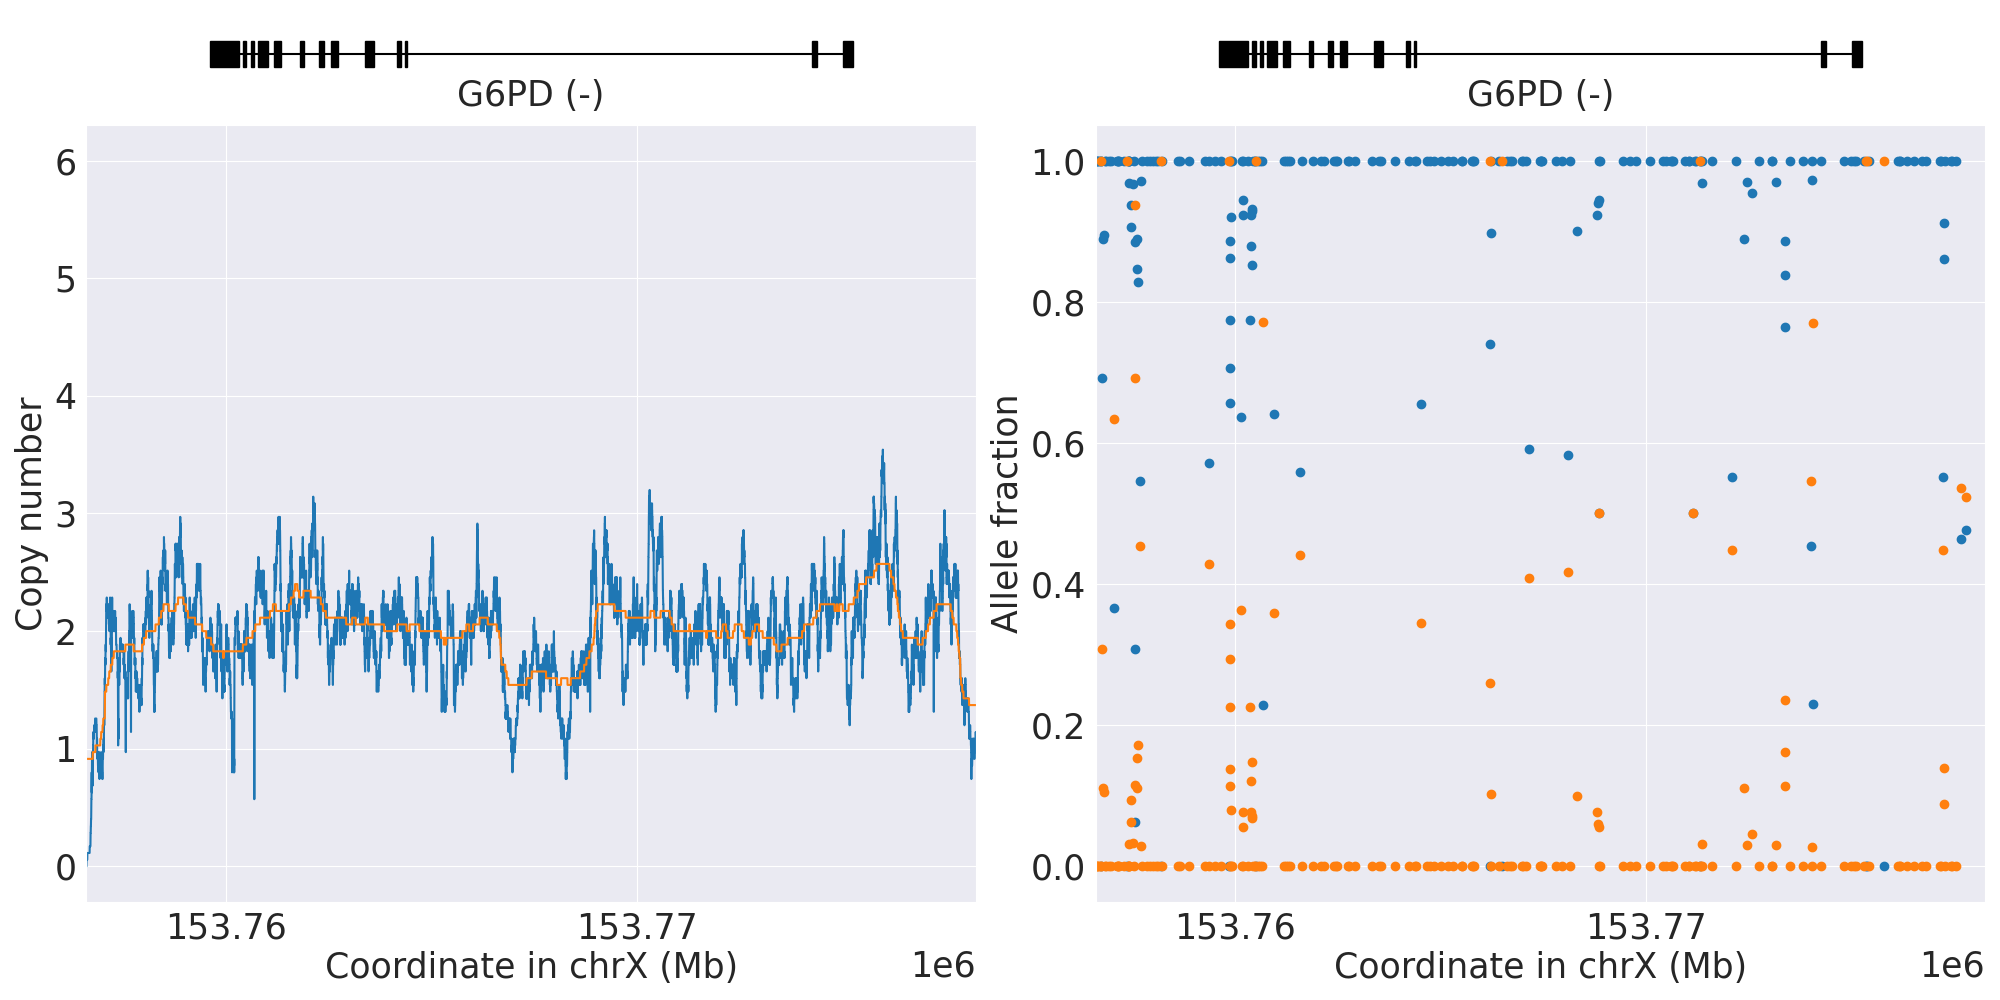 G6PD (-)
6
5
4
3
2
1
0
Copy number
153.76
153.77
Coordinate in chrX (Mb)
1e6
G6PD (-)
1.0
0.8
0.6
0.4
0.2
0.0
Allele fraction
153.76
153.77
Coordinate in chrX (Mb)
1e6